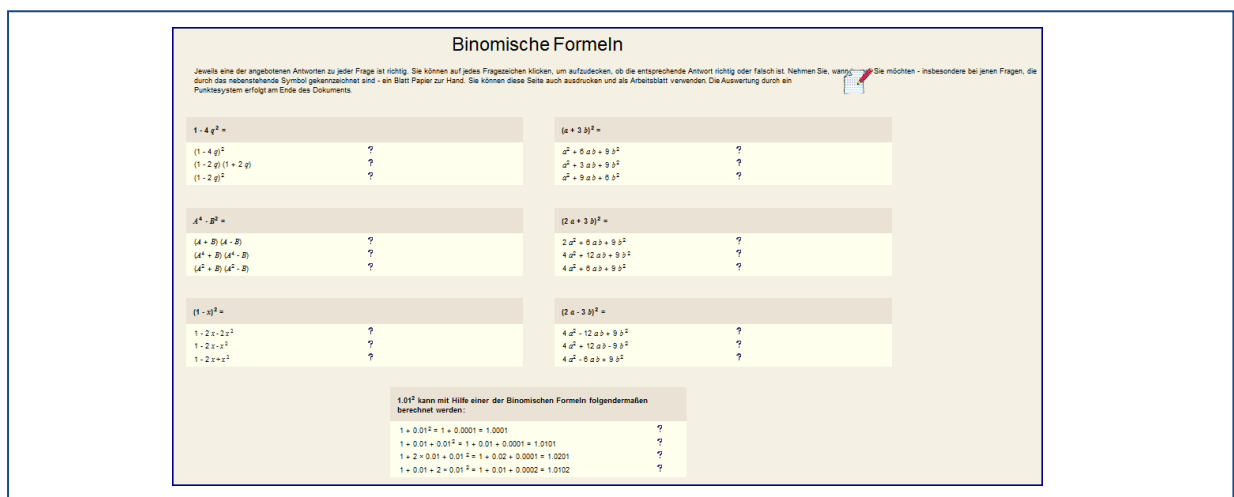 Binomische Formeln
Jeweils eine der angebotenen Antworten zu jeder Frage ist richtig. Sie können auf jedes Fragezeichen klicken, um aufzudecken, ob die entsprechende Antwort richtig oder falsch ist. Nehmen Sie, wann Sie möchten - insbesondere bei jenen Fragen, die
durch das nebenstehende Symbol gekennzeichnet sind - ein Blatt Papier zur Hand. Sie können diese Seite auch ausdrucken und als Arbeitsblatt verwenden. Die Auswertung durch ein
Punktesystem erfolgt am Ende des Dokuments.
1 - 4 q² =
(1 - 4 q)² ?
(1 - 2 q) (1 + 2 q) ?
(1 - 2 q)² ?
(a + 3 b)² =
a² + 6 a b + 9 b² ?
a² + 3 a b + 9 b² ?
a² + 9 a b + 6 b² ?
A⁴ - B² =
(A + B) (A - B) ?
(A⁴ + B) (A⁴ - B) ?
(A² + B) (A² - B) ?
(2 a + 3 b)² =
2 a² + 6 a b + 9 b² ?
4 a² + 12 a b + 9 b² ?
4 a² + 6 a b + 9 b² ?
(1 - x)² =
1 - 2 x - 2 x² ?
1 - 2 x - x² ?
1 - 2 x + x² ?
(2 a - 3 b)² =
4 a² - 12 a b + 9 b² ?
4 a² + 12 a b - 9 b² ?
4 a² - 6 a b + 9 b² ?
1.01² kann mit Hilfe einer der Binomischen Formeln folgendermaßen
berechnet werden:
1 + 0.01² = 1 + 0.0001 = 1.0001 ?
1 + 0.01 + 0.01² = 1 + 0.01 + 0.0001 = 1.0101 ?
1 + 2 × 0.01 + 0.01² = 1 + 0.02 + 0.0001 = 1.0201 ?
1 + 0.01 + 2 × 0.01² = 1 + 0.01 + 0.0002 = 1.0102 ?